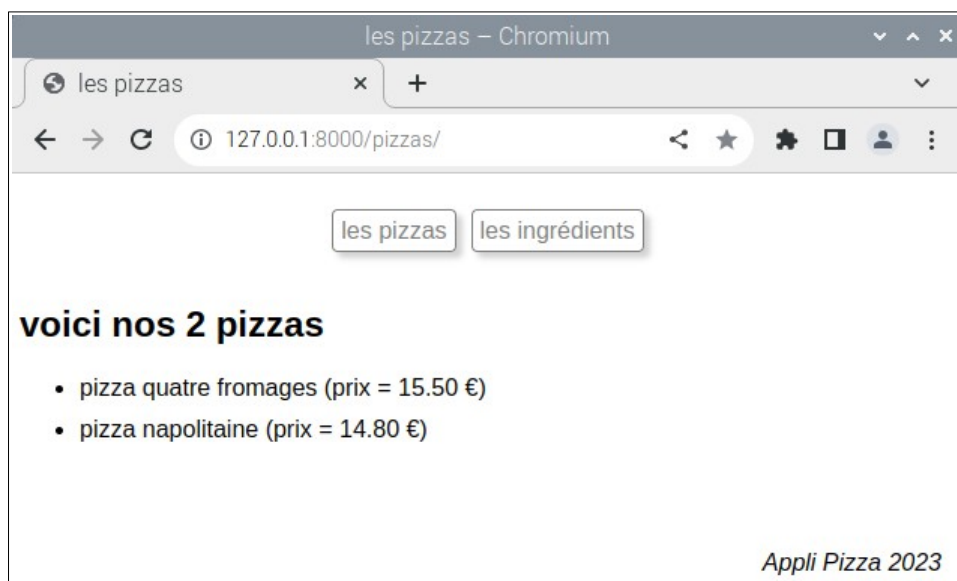 les pizzas – Chromium
les pizzas
127.0.0.1:8000/pizzas/
les pizzas les ingrédients
voici nos 2 pizzas
• pizza quatre fromages (prix = 15.50 €)
• pizza napolitaine (prix = 14.80 €)
Appli Pizza 2023